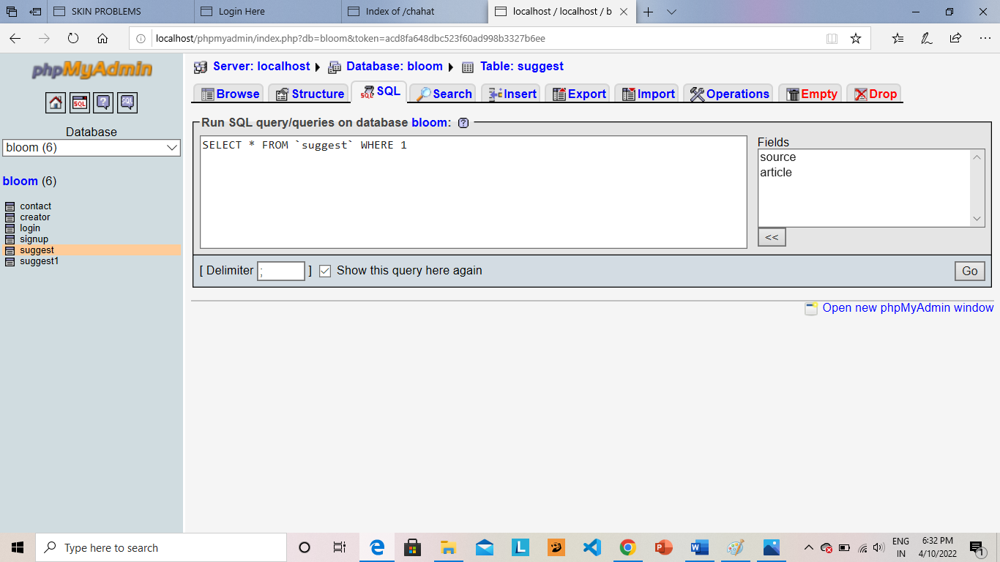 SKIN PROBLEMS
Login Here
Index of /chahat
localhost / localhost / b
localhost/phpmyadmin/index.php?db=bloom&token=acd8fa648dbc523f60ad998b3327b6ee
phpMyAdmin
SQL
SQL
Database
bloom (6)
bloom (6)
contact
creator
login
signup
suggest
suggest1
Server: localhost
Database: bloom
Table: suggest
Browse
Structure
SQL
Search
Insert
Export
Import
Operations
Empty
Drop
Run SQL query/queries on database bloom:
SELECT * FROM `suggest` WHERE 1
Fields
source
article
<<
[ Delimiter ; ] Show this query here again
Go
Open new phpMyAdmin window
Type here to search
ENG
IN
6:32 PM
4/10/2022
1